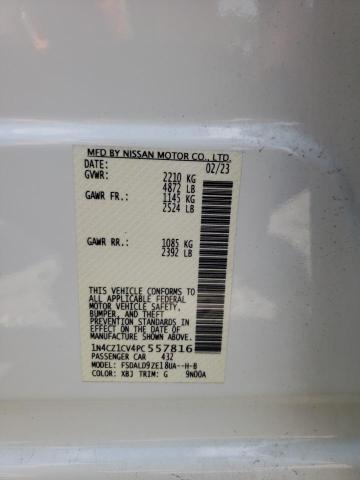 MFD BY NISSAN MOTOR CO., LTD.
DATE: 02/23
GVWR: 2210 KG
4872 LB
GAWR FR.: 1145 KG
2524 LB
GAWR RR.: 1085 KG
2392 LB
THIS VEHICLE CONFORMS TO
ALL APPLICABLE FEDERAL
MOTOR VEHICLE SAFETY,
BUMPER, AND THEFT
PREVENTION STANDARDS
IN EFFECT ON THE DATE OF
MANUFACTURE SHOWN ABOVE.
1N4CZ1CV4PC557816
PASSENGER CAR 432
MODEL: FSDALD9ZE18UA--H-B
COLOR: XBJ TRIM: G 9N00A